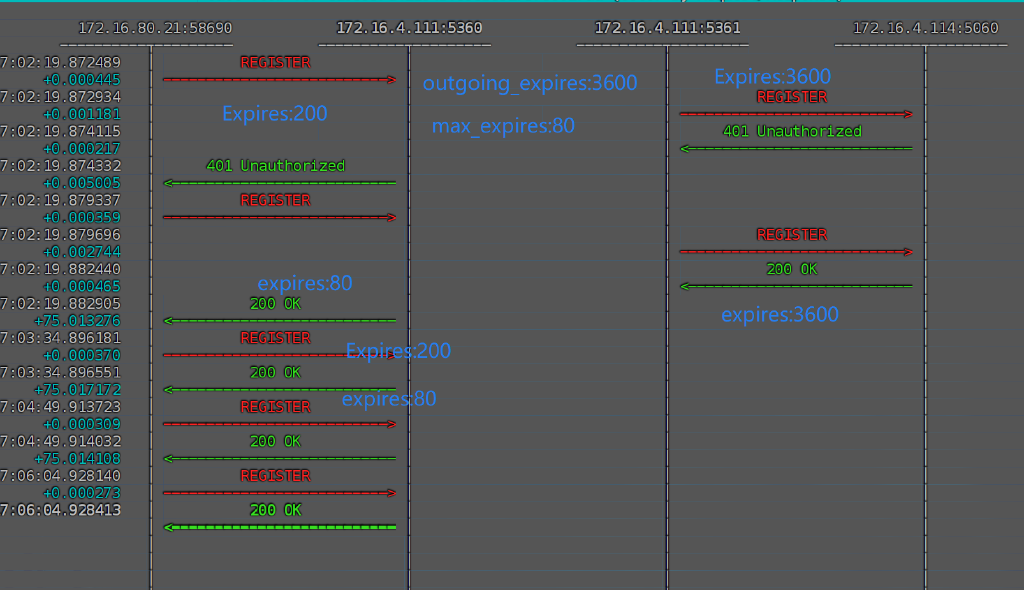 172.16.80.21:58690 172.16.4.111:5360 172.16.4.111:5361 172.16.4.114:5060
7:02:19.872489 REGISTER
+0.000445 outgoing_expires:3600 Expires:3600
7:02:19.872934 REGISTER
+0.001181 Expires:200
7:02:19.874115 max_expires:80 401 Unauthorized
+0.000217
7:02:19.874332 401 Unauthorized
+0.005005
7:02:19.879337 REGISTER
+0.000359
7:02:19.879696 REGISTER
+0.002744
7:02:19.882440 200 OK
+0.000465 expires:80
7:02:19.882905 200 OK
+75.013276 expires:3600
7:03:34.896181 REGISTER
+0.000370 Expires:200
7:03:34.896551 200 OK
+75.017172 expires:80
7:04:49.913723 REGISTER
+0.000309
7:04:49.914032 200 OK
+75.014108
7:06:04.928140 REGISTER
+0.000273
7:06:04.928413 200 OK